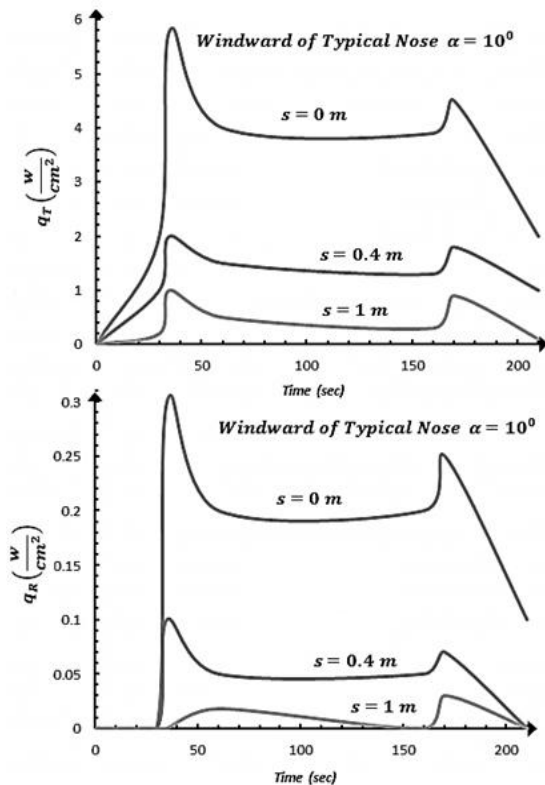 6
Windward of Typical Nose α = 10⁰
5
s = 0 m
4
q_T (w/cm²)
3
2
s = 0.4 m
1
s = 1 m
0
0 50 100 150 200
Time (sec)
0.3
Windward of Typical Nose α = 10⁰
0.25
s = 0 m
0.2
q_R (w/cm²)
0.15
0.1
s = 0.4 m
0.05
s = 1 m
0
0 50 100 150 200
Time (sec)